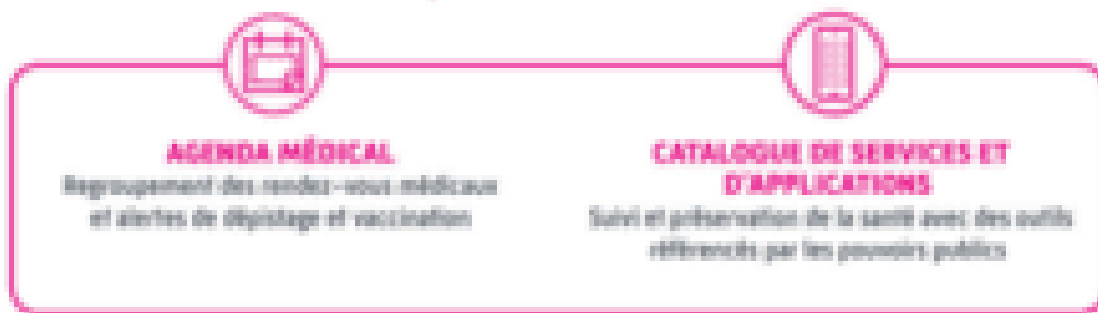 AGENDA MÉDICAL
Regroupement des rendez-vous médicaux
et alertes de dépistage et vaccination
CATALOGUE DE SERVICES ET
D'APPLICATIONS
Suivi et préservation de la santé avec des outils
référencés par les pouvoirs publics